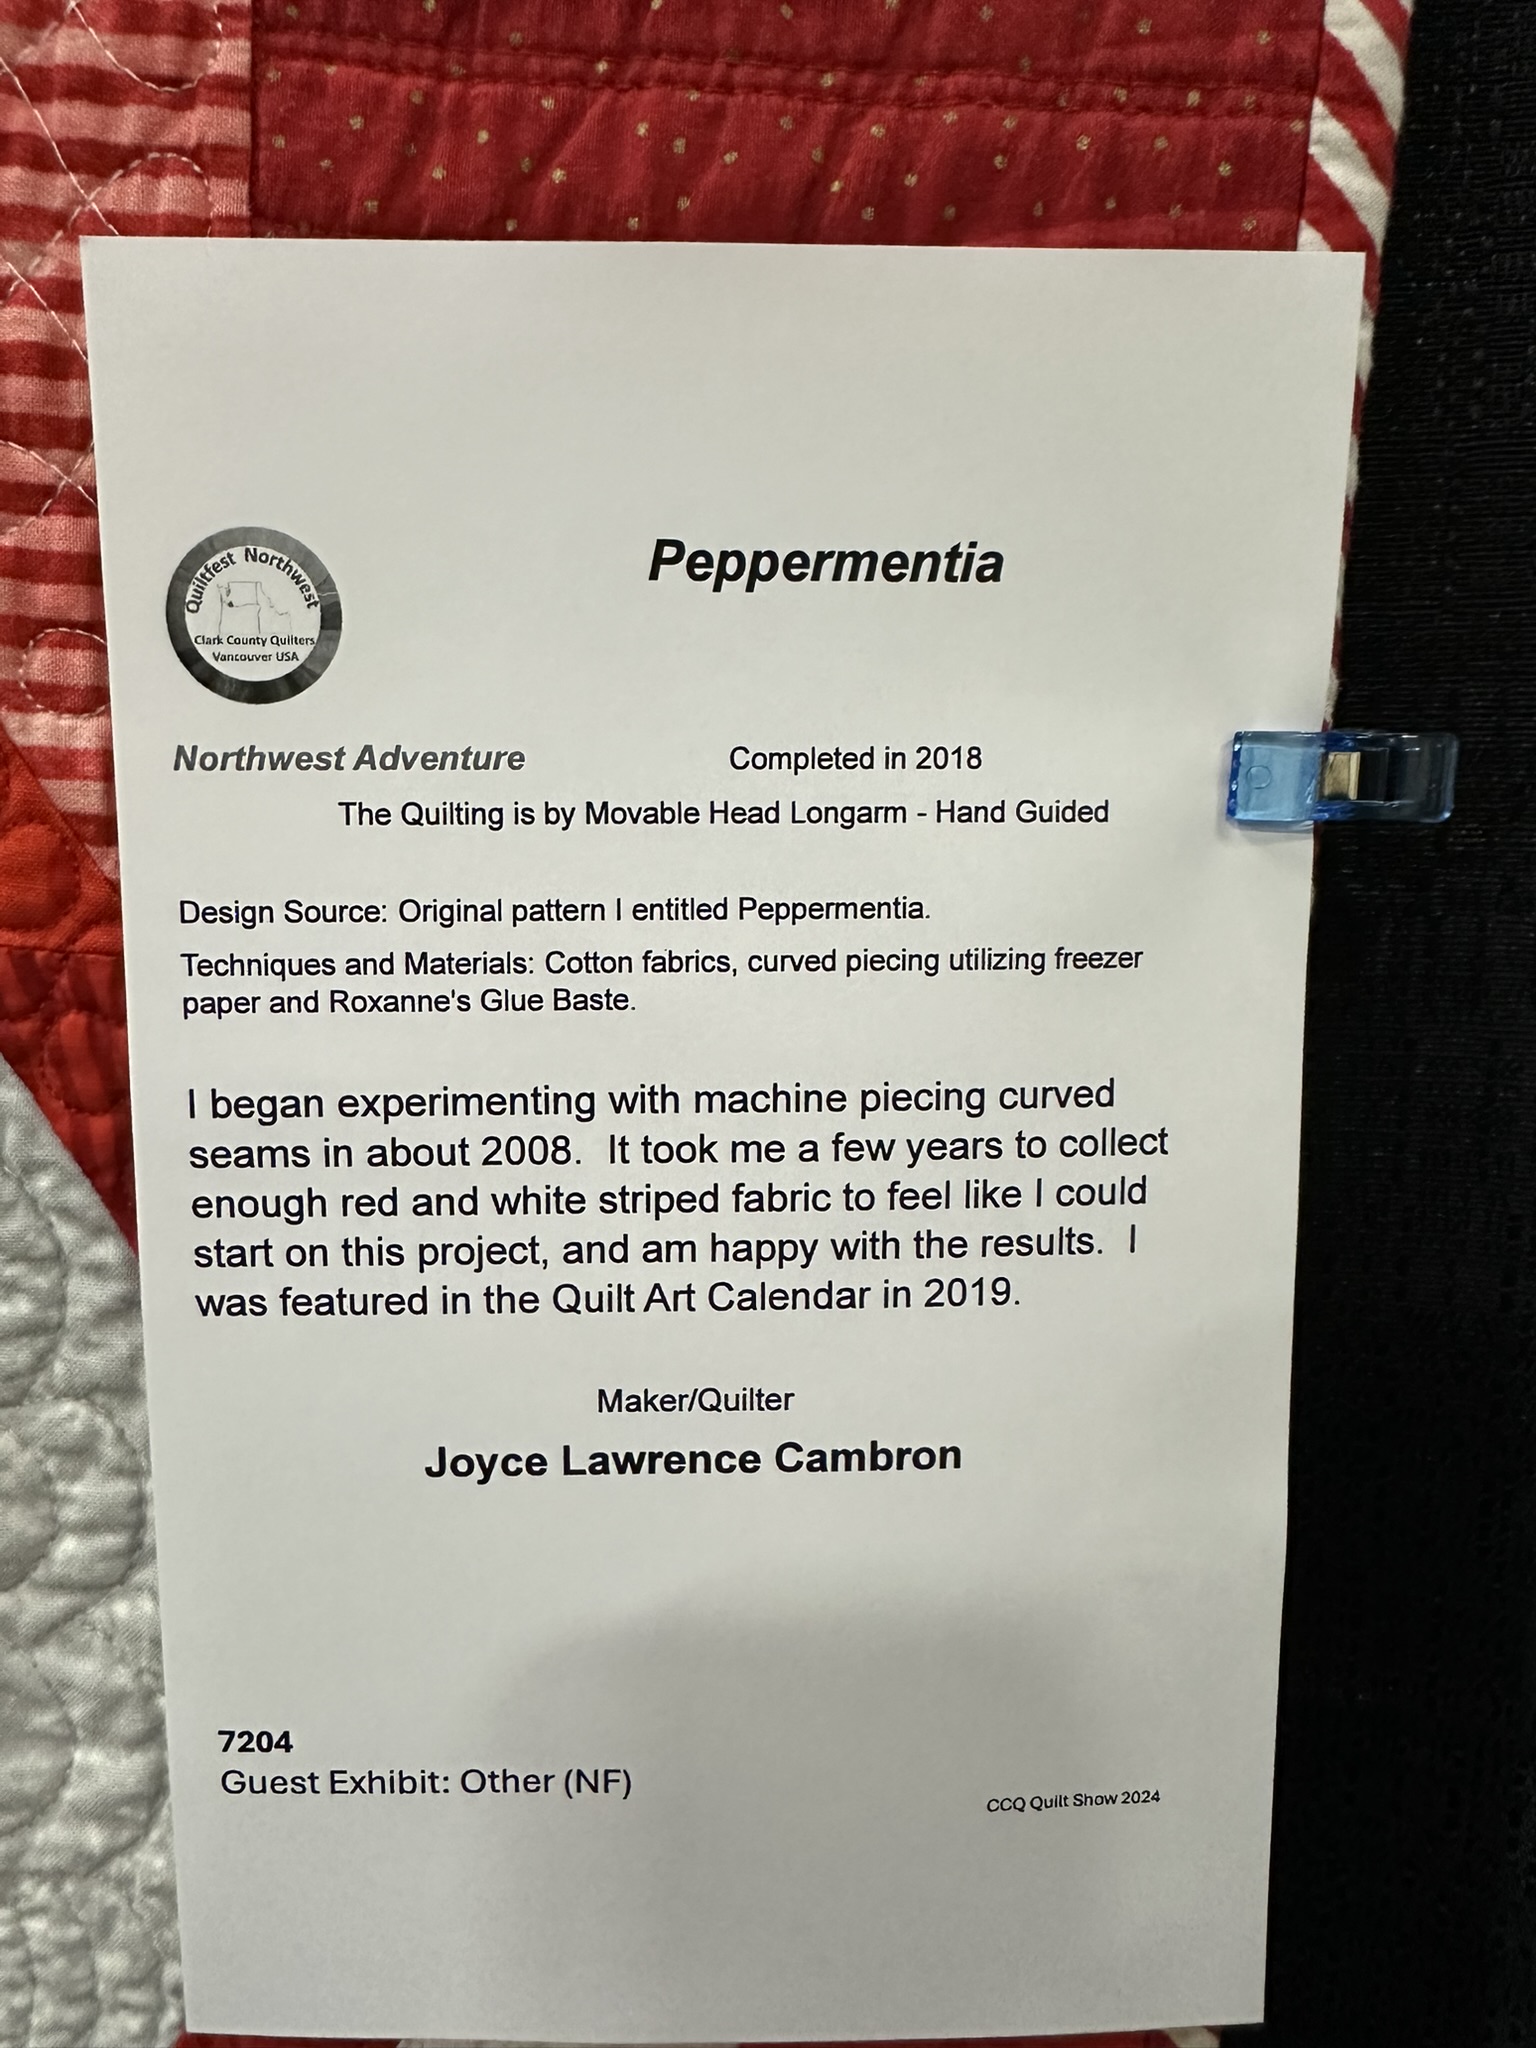 Peppermentia
Quiltfest Northwest
Clark County Quilters
Vancouver USA
Northwest Adventure Completed in 2018
The Quilting is by Movable Head Longarm - Hand Guided
Design Source: Original pattern I entitled Peppermentia.
Techniques and Materials: Cotton fabrics, curved piecing utilizing freezer
paper and Roxanne's Glue Baste.
I began experimenting with machine piecing curved
seams in about 2008. It took me a few years to collect
enough red and white striped fabric to feel like I could
start on this project, and am happy with the results. I
was featured in the Quilt Art Calendar in 2019.
Maker/Quilter
Joyce Lawrence Cambron
7204
Guest Exhibit: Other (NF)
CCQ Quilt Show 2024